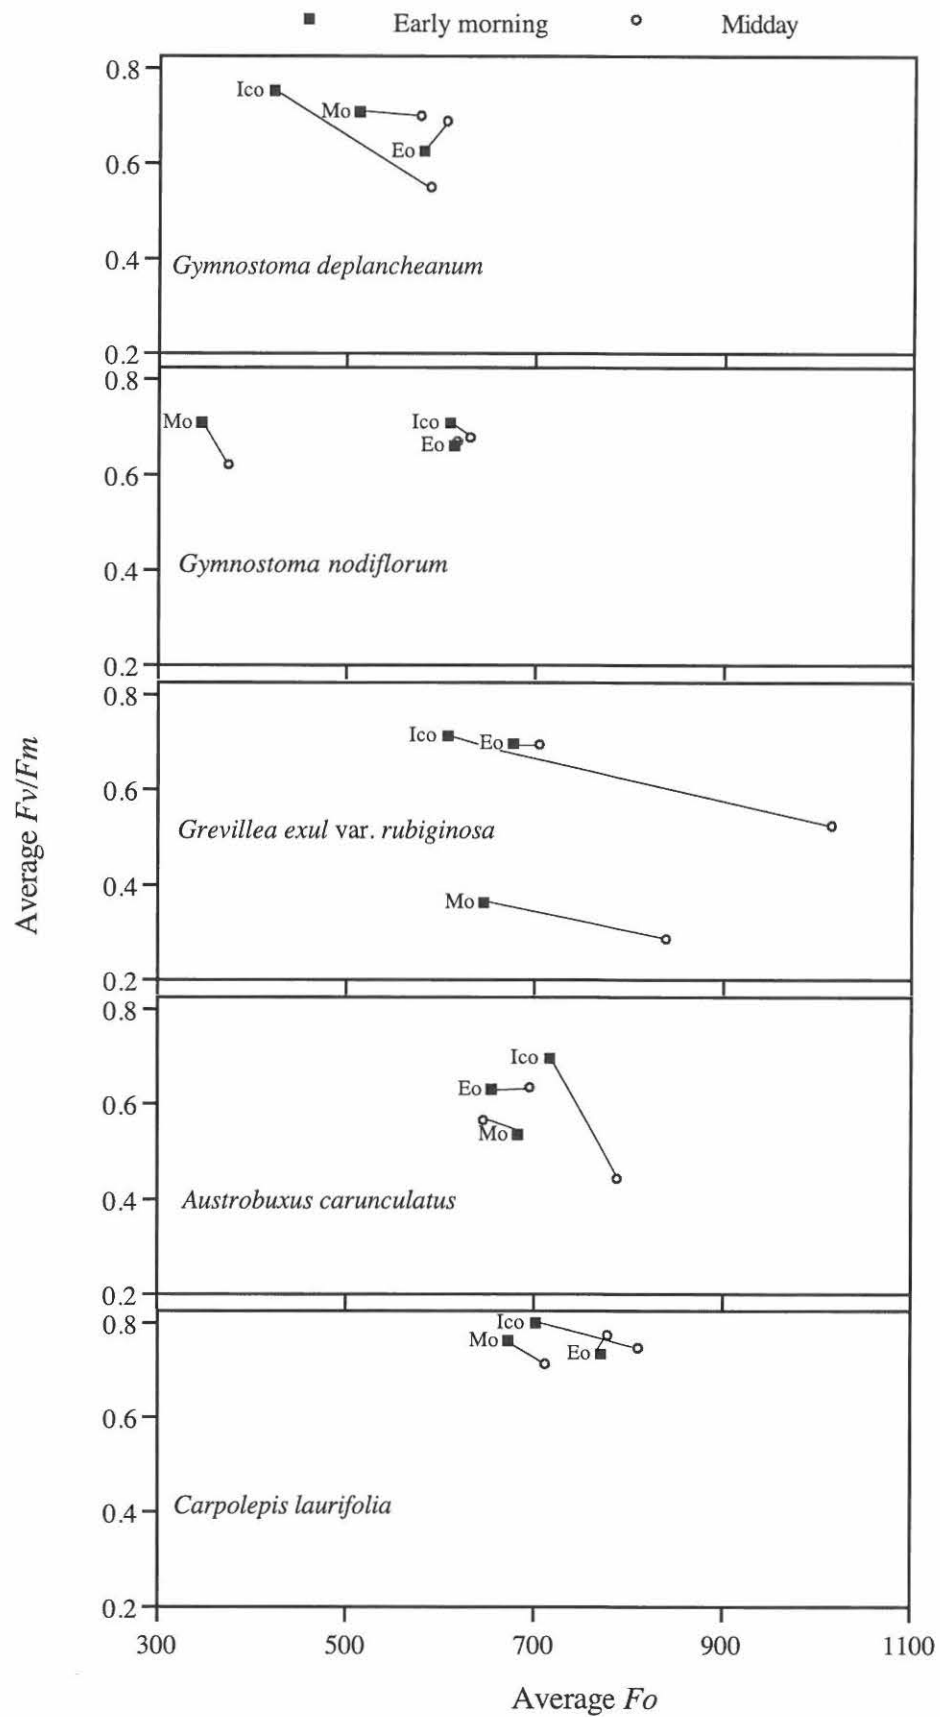 Early morning Midday
0.8
Ico
Mo
Eo
0.6
0.4
Gymnostoma deplancheanum
0.2
0.8
Mo
Ico
Eo
0.6
0.4
Gymnostoma nodiflorum
0.2
0.8
Ico
Eo
0.6
Grevillea exul var. rubiginosa
0.4
Mo
0.2
0.8
Ico
Eo
0.6
Mo
0.4
Austrobuxus carunculatus
0.2
0.8
Ico
Mo
Eo
0.6
0.4
Carpolepis laurifolia
0.2
300 500 700 900 1100
Average Fo
Average Fv/Fm